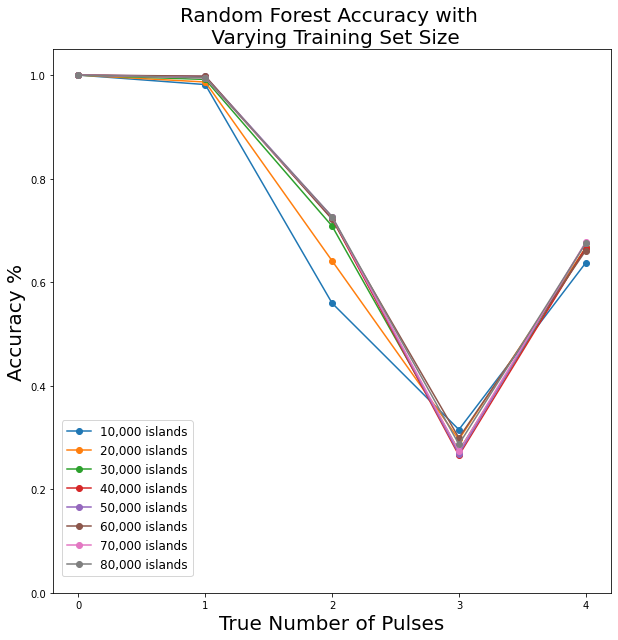 Random Forest Accuracy with
Varying Training Set Size
1.0
0.8
0.6
0.4
0.2
0.0
Accuracy %
10,000 islands
20,000 islands
30,000 islands
40,000 islands
50,000 islands
60,000 islands
70,000 islands
80,000 islands
0 1 2 3 4
True Number of Pulses